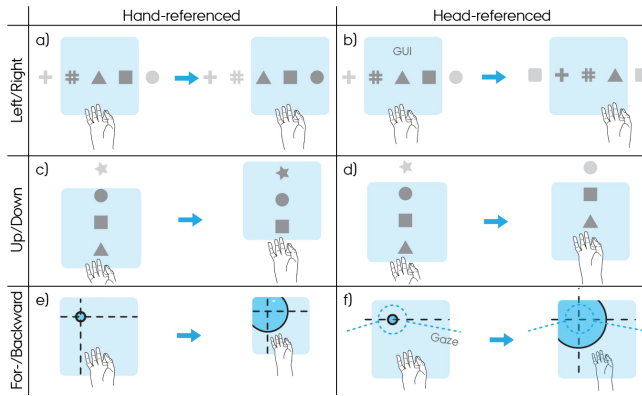 Hand-referenced
Head-referenced
Left/Right
a)
b)
GUI
Up/Down
c)
d)
For-/Backward
e)
f)
Gaze